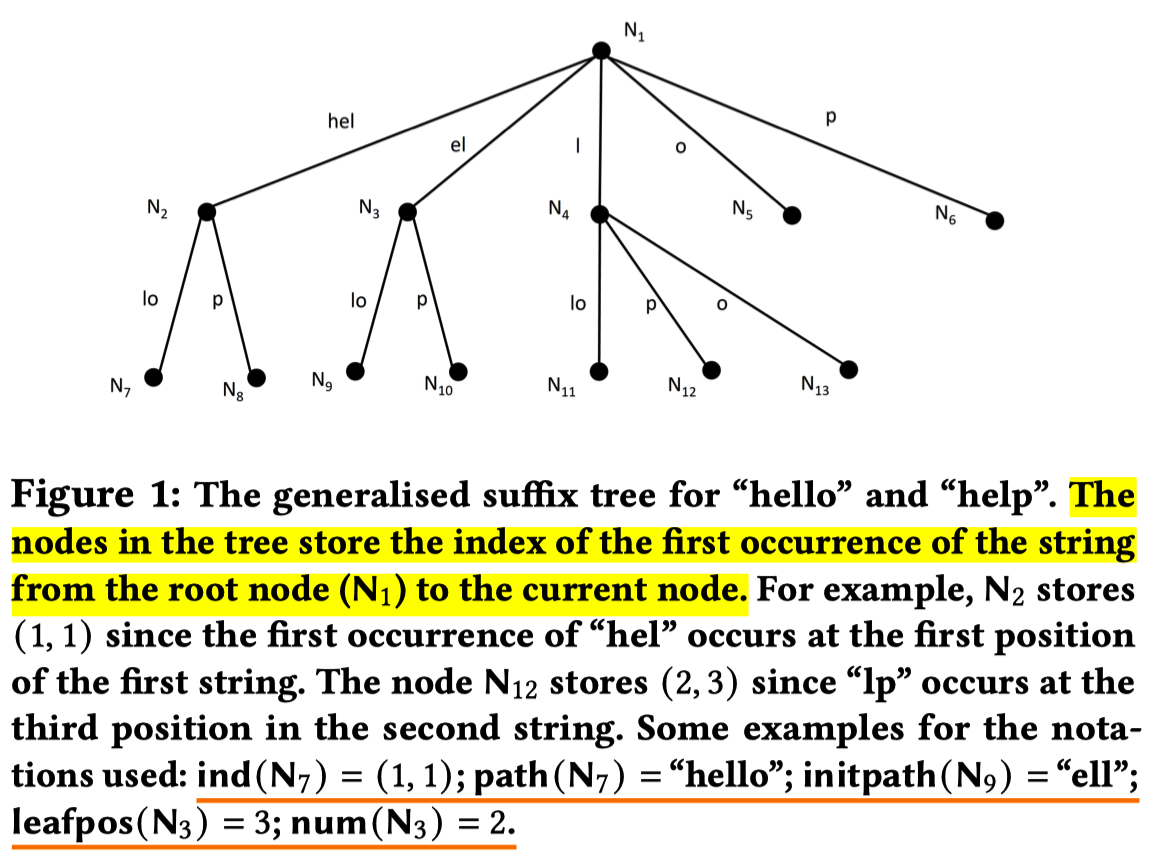 N1
hel
el
l
o
p
N2
N3
N4
N5
N6
lo
p
lo
p
lo
p
o
N7
N8
N9
N10
N11
N12
N13
Figure 1: The generalised suffix tree for “hello” and “help”. The
nodes in the tree store the index of the first occurrence of the string
from the root node (N1) to the current node. For example, N2 stores
(1, 1) since the first occurrence of “hel” occurs at the first position
of the first string. The node N12 stores (2, 3) since “lp” occurs at the
third position in the second string. Some examples for the nota-
tions used: ind(N7) = (1, 1); path(N7) = “hello”; initpath(N9) = “ell”;
leafpos(N3) = 3; num(N3) = 2.